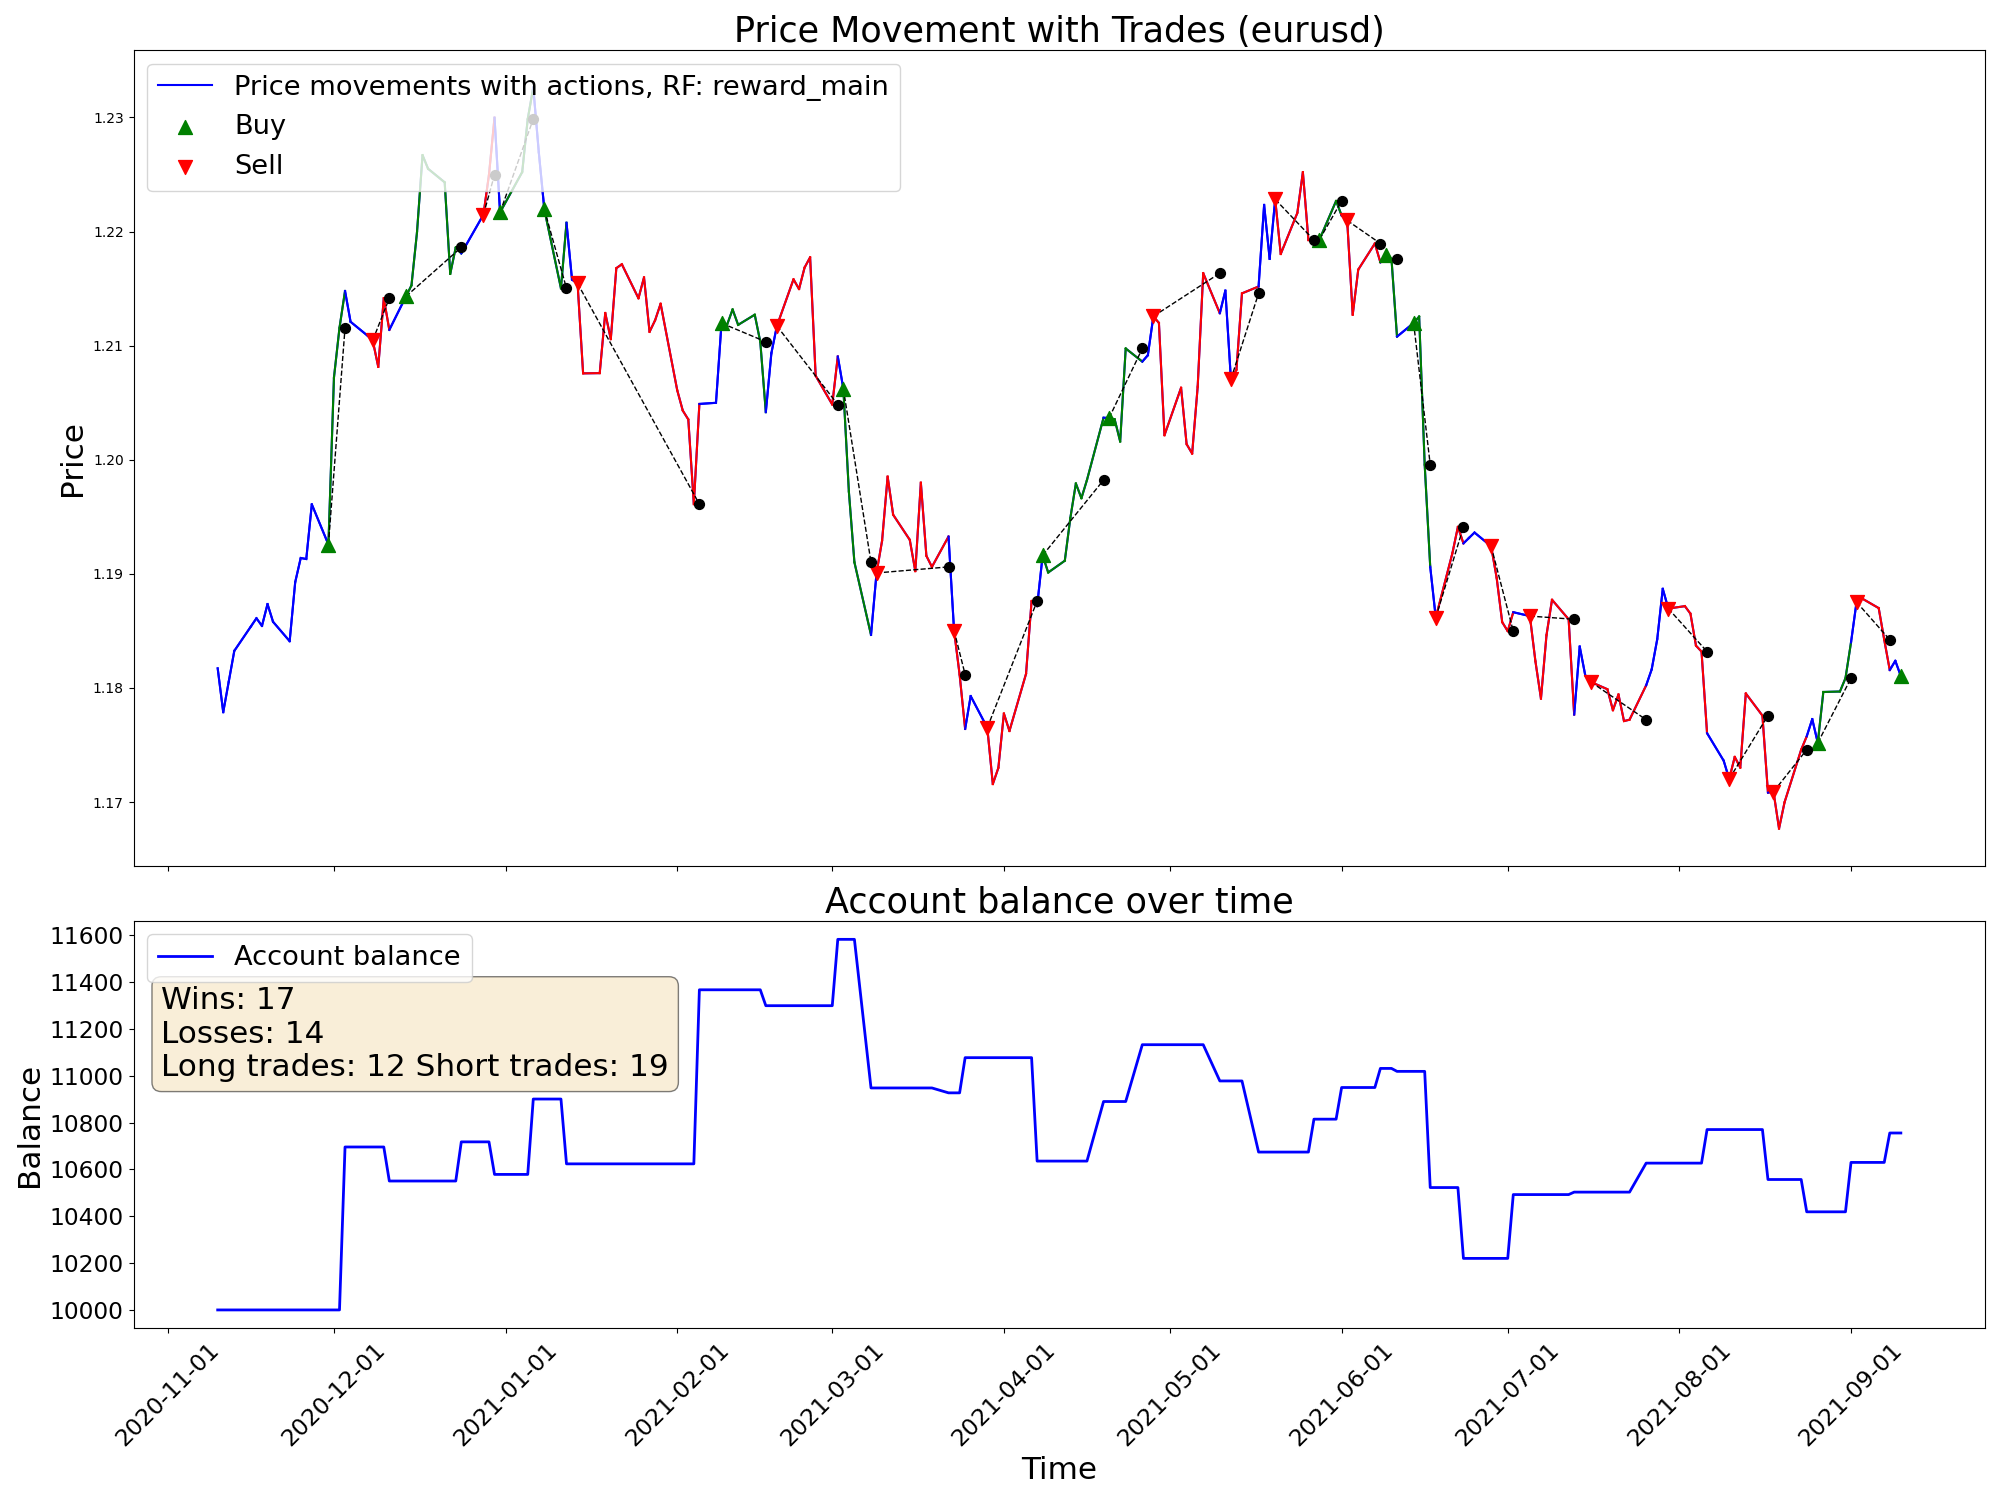 Price Movement with Trades (eurusd)
Price movements with actions, RF: reward_main
Buy
Sell
Price
1.23
1.22
1.21
1.20
1.19
1.18
1.17
Account balance over time
Account balance
Wins: 17
Losses: 14
Long trades: 12 Short trades: 19
Balance
11600
11400
11200
11000
10800
10600
10400
10200
10000
2020-11-01
2020-12-01
2021-01-01
2021-02-01
2021-03-01
2021-04-01
2021-05-01
2021-06-01
2021-07-01
2021-08-01
2021-09-01
Time